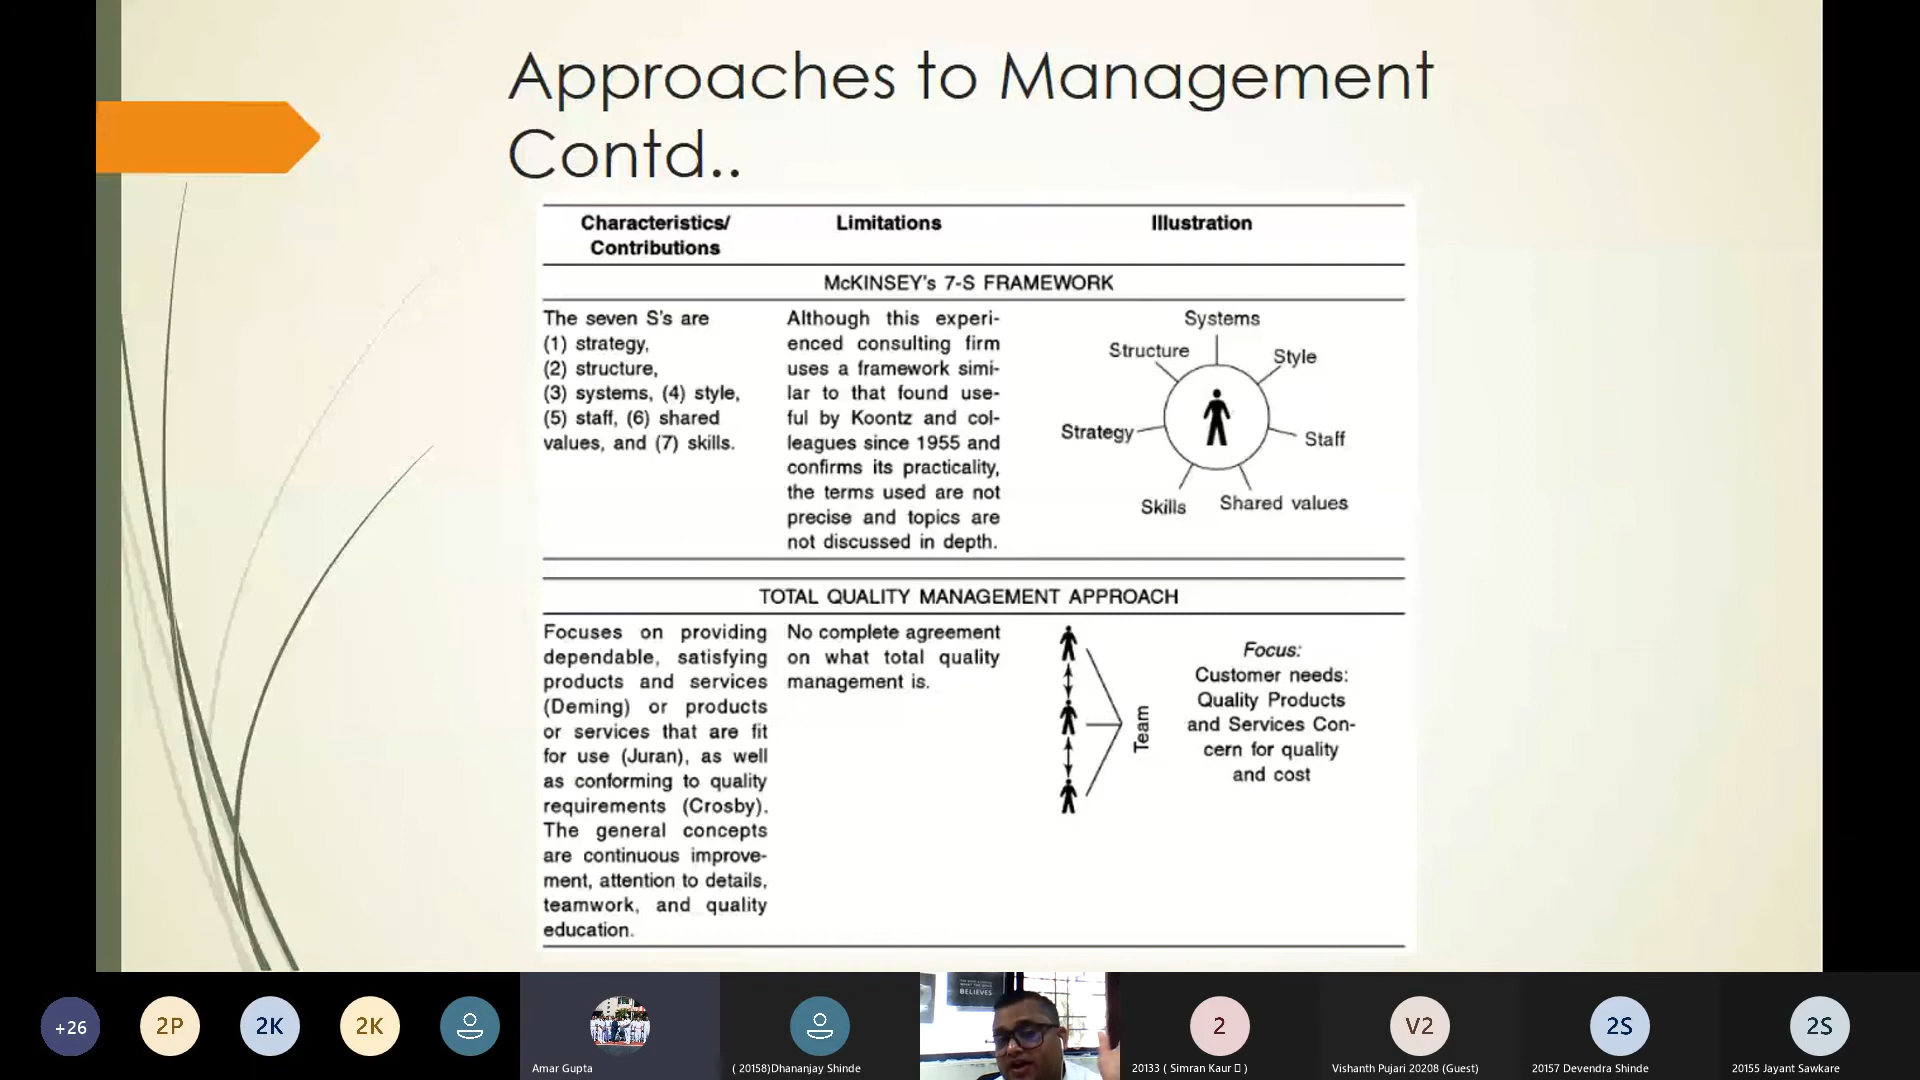 Approaches to Management
Contd..
Characteristics/
Contributions
Limitations
Illustration
McKINSEY's 7-S FRAMEWORK
The seven S's are
(1) strategy,
(2) structure,
(3) systems, (4) style,
(5) staff, (6) shared
values, and (7) skills.
Although this experi-
enced consulting firm
uses a framework simi-
lar to that found use-
ful by Koontz and col-
leagues since 1955 and
confirms its practicality,
the terms used are not
precise and topics are
not discussed in depth.
Systems
Structure
Style
Strategy
Staff
Skills
Shared values
TOTAL QUALITY MANAGEMENT APPROACH
Focuses on providing
dependable, satisfying
products and services
(Deming) or products
or services that are fit
for use (Juran), as well
as conforming to quality
requirements (Crosby).
The general concepts
are continuous improve-
ment, attention to details,
teamwork, and quality
education.
No complete agreement
on what total quality
management is.
Team
Focus:
Customer needs:
Quality Products
and Services Con-
cern for quality
and cost
+26
2P
2K
2K
Amar Gupta
( 20158)Dhananjay Shinde
BELIEVES
2
20133 ( Simran Kaur )
V2
Vishanth Pujari 20208 (Guest)
2S
20157 Devendra Shinde
2S
20155 Jayant Sawkare